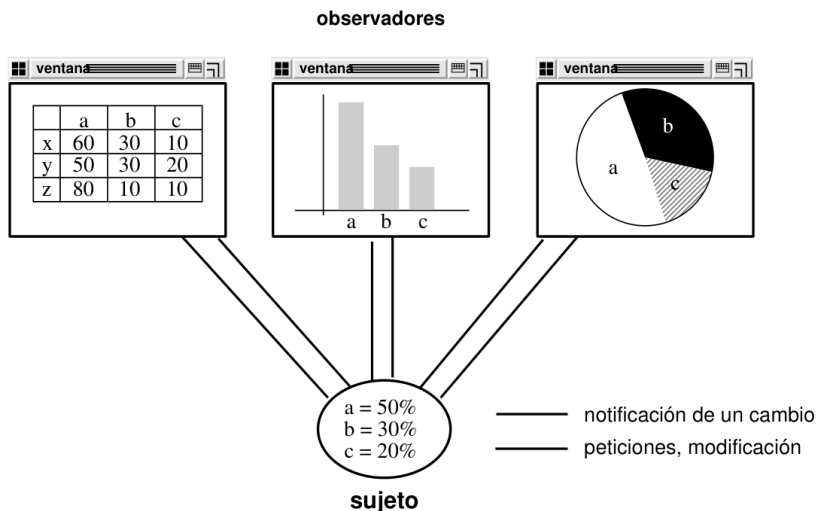 observadores
ventana
ventana
ventana
a b c
x 60 30 10
y 50 30 20
z 80 10 10
a b c
a
b
c
a = 50%
b = 30%
c = 20%
sujeto
notificación de un cambio
peticiones, modificación